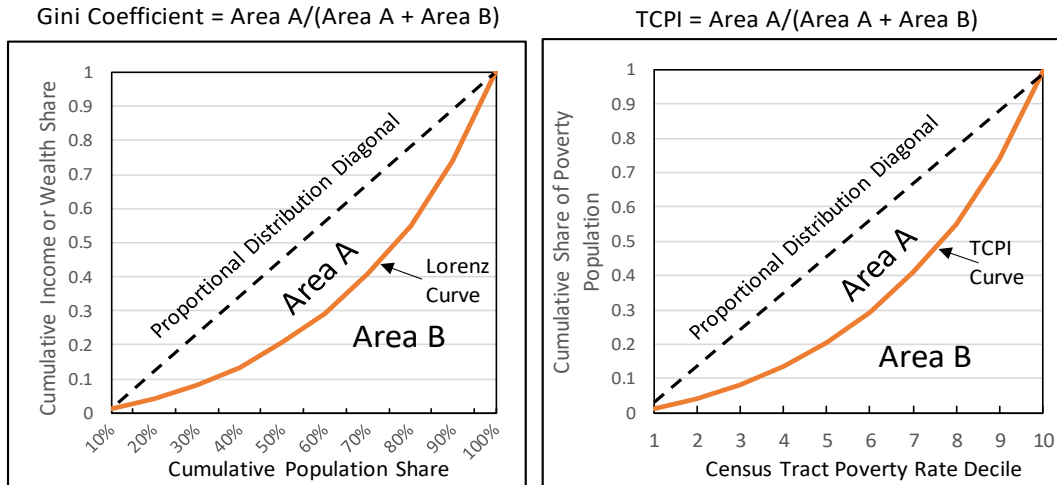 Gini Coefficient = Area A/(Area A + Area B)
Cumulative Income or Wealth Share
1
0.9
0.8
0.7
0.6
0.5
0.4
0.3
0.2
0.1
0
Proportional Distribution Diagonal
Area A
Lorenz
Curve
Area B
10%
20%
30%
40%
50%
60%
70%
80%
90%
100%
Cumulative Population Share
TCPI = Area A/(Area A + Area B)
Cumulative Share of Poverty
Population
1
0.9
0.8
0.7
0.6
0.5
0.4
0.3
0.2
0.1
0
Proportional Distribution Diagonal
Area A
TCPI
Curve
Area B
1
2
3
4
5
6
7
8
9
10
Census Tract Poverty Rate Decile